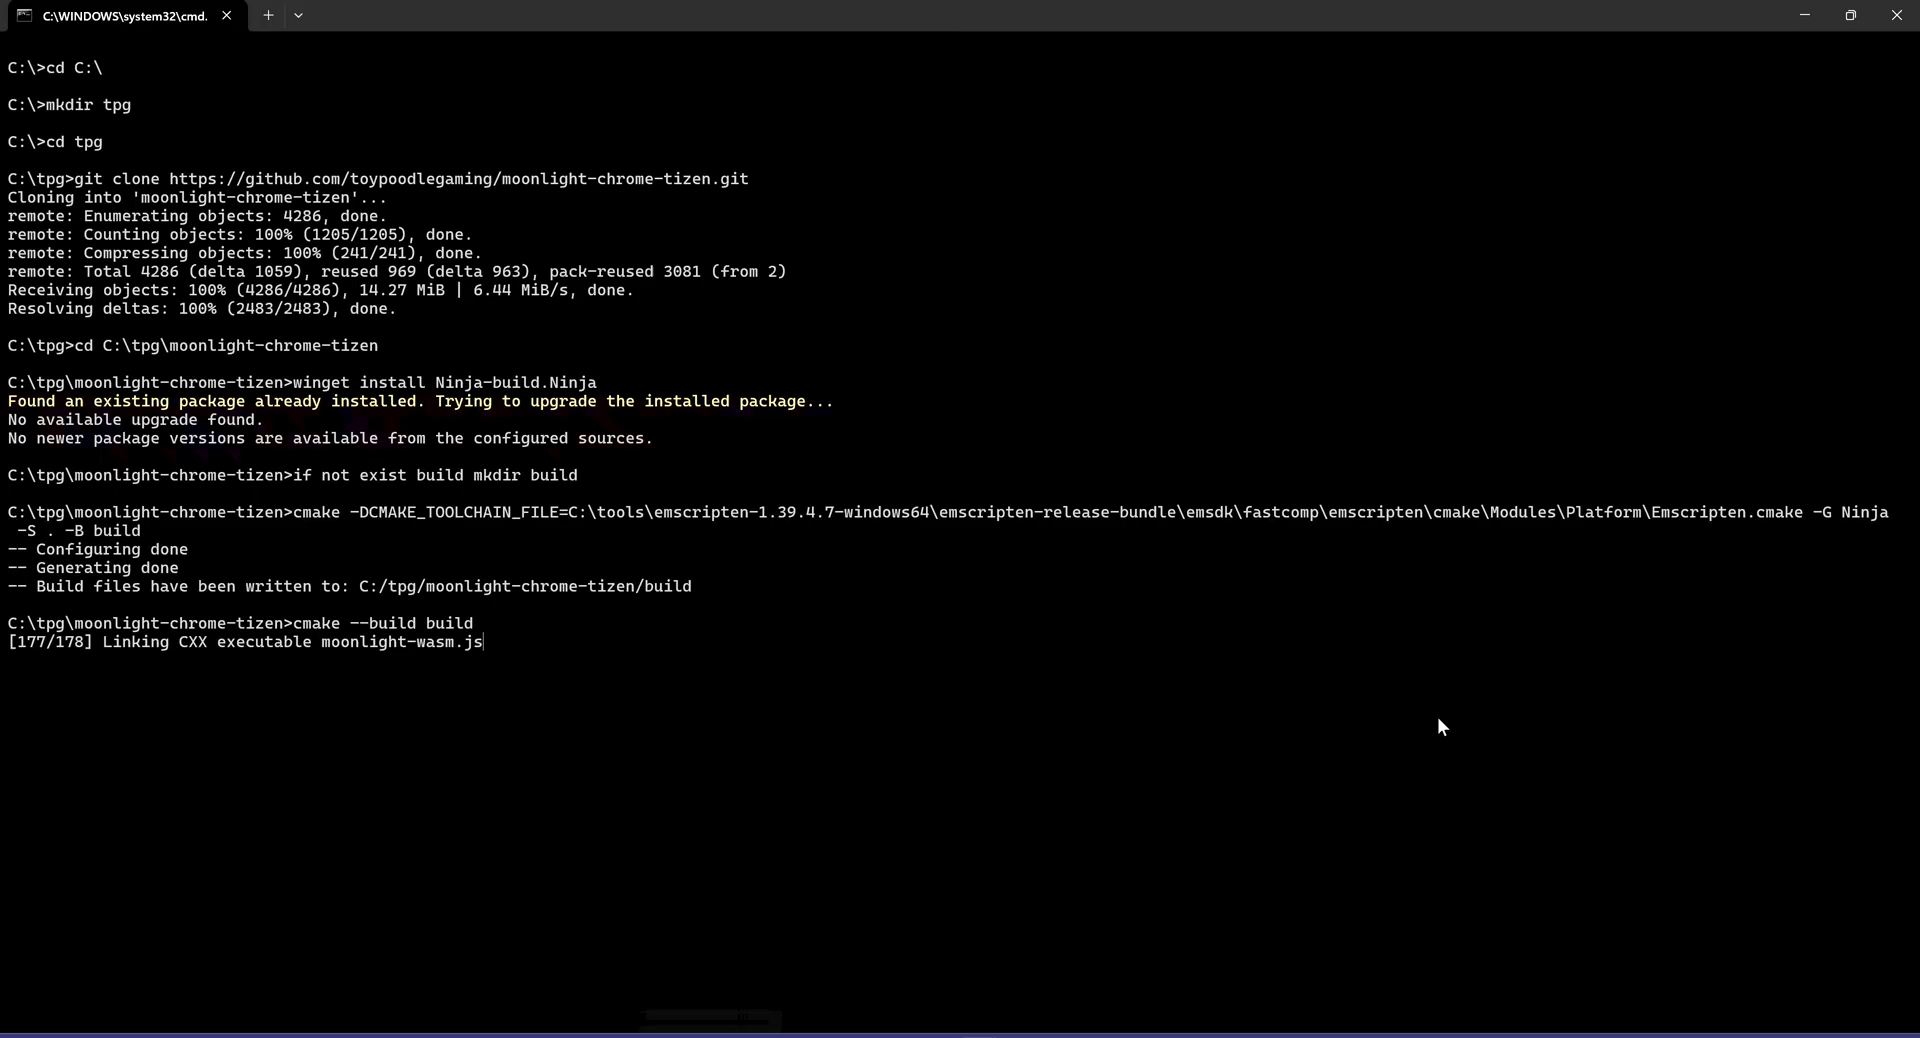 C:\WINDOWS\system32\cmd.
C:\>cd C:\
C:\>mkdir tpg
C:\>cd tpg
C:\tpg>git clone https://github.com/toypoodlegaming/moonlight-chrome-tizen.git
Cloning into 'moonlight-chrome-tizen'...
remote: Enumerating objects: 4286, done.
remote: Counting objects: 100% (1205/1205), done.
remote: Compressing objects: 100% (241/241), done.
remote: Total 4286 (delta 1059), reused 969 (delta 963), pack-reused 3081 (from 2)
Receiving objects: 100% (4286/4286), 14.27 MiB | 6.44 MiB/s, done.
Resolving deltas: 100% (2483/2483), done.
C:\tpg>cd C:\tpg\moonlight-chrome-tizen
C:\tpg\moonlight-chrome-tizen>winget install Ninja-build.Ninja
Found an existing package already installed. Trying to upgrade the installed package...
No available upgrade found.
No newer package versions are available from the configured sources.
C:\tpg\moonlight-chrome-tizen>if not exist build mkdir build
C:\tpg\moonlight-chrome-tizen>cmake -DCMAKE_TOOLCHAIN_FILE=C:\tools\emscripten-1.39.4.7-windows64\emscripten-release-bundle\emsdk\fastcomp\emscripten\cmake\Modules\Platform\Emscripten.cmake -G Ninja
-S . -B build
-- Configuring done
-- Generating done
-- Build files have been written to: C:/tpg/moonlight-chrome-tizen/build
C:\tpg\moonlight-chrome-tizen>cmake --build build
[177/178] Linking CXX executable moonlight-wasm.js